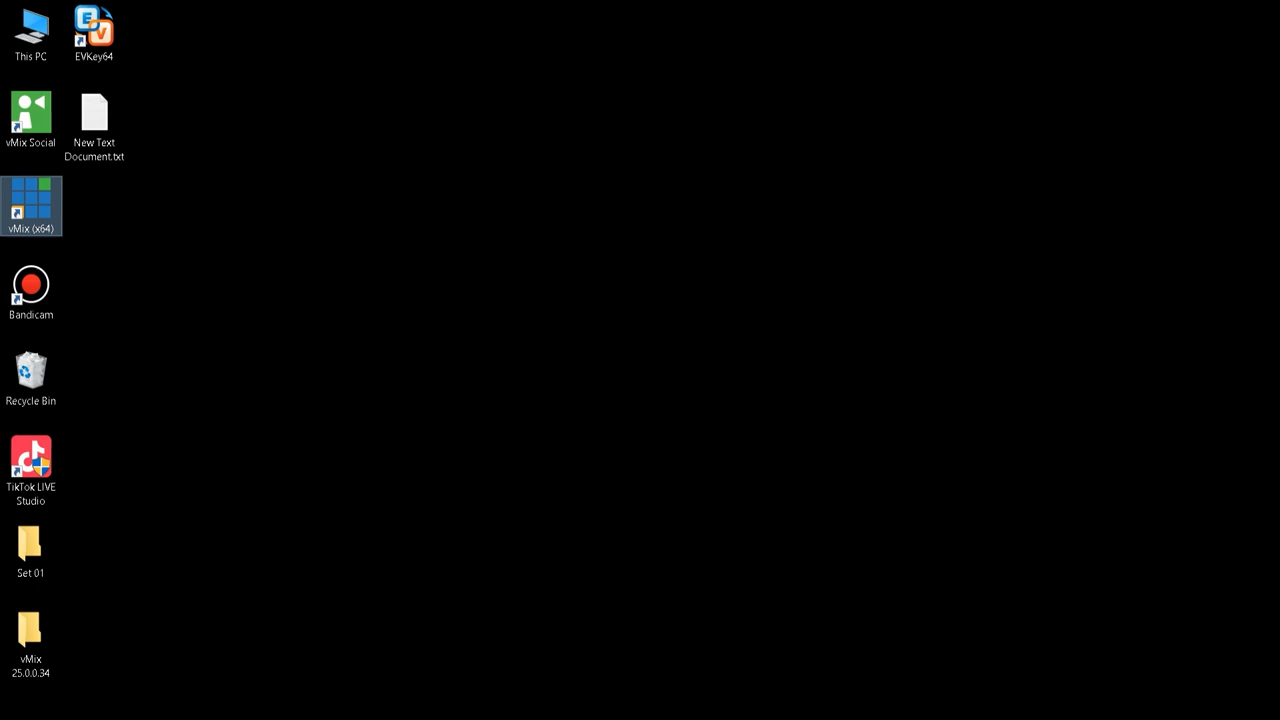 This PC
EVKey64
vMix Social
New Text
Document.txt
vMix (x64)
Bandicam
Recycle Bin
TikTok LIVE
Studio
Set 01
vMix
25.0.0.34